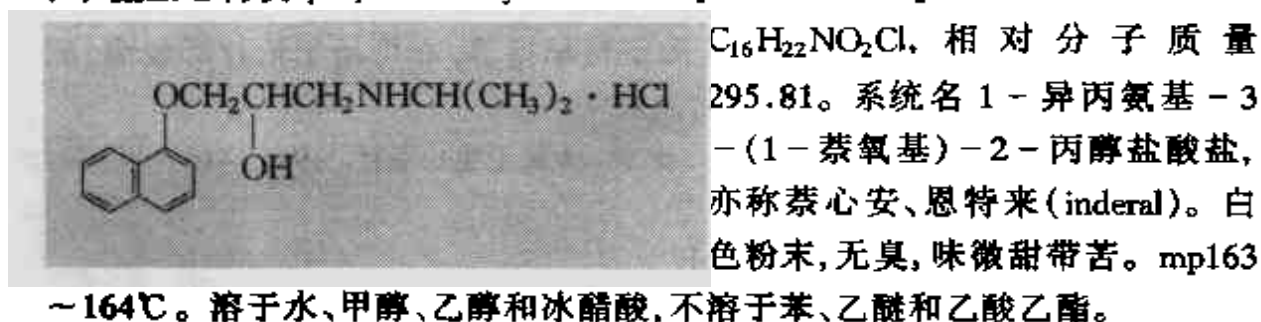 C₁₆H₂₂NO₂Cl, 相对分子质量
OCH₂CHCH₂NHCH(CH₃)₂ · HCl
OH
295.81。系统名 1-异丙氨基-3
-(1-萘氧基)-2-丙醇盐酸盐,
亦称萘心安、恩特来(inderal)。白
色粉末,无臭,味微甜带苦。mp163
~164℃。溶于水、甲醇、乙醇和冰醋酸,不溶于苯、乙醚和乙酸乙酯。